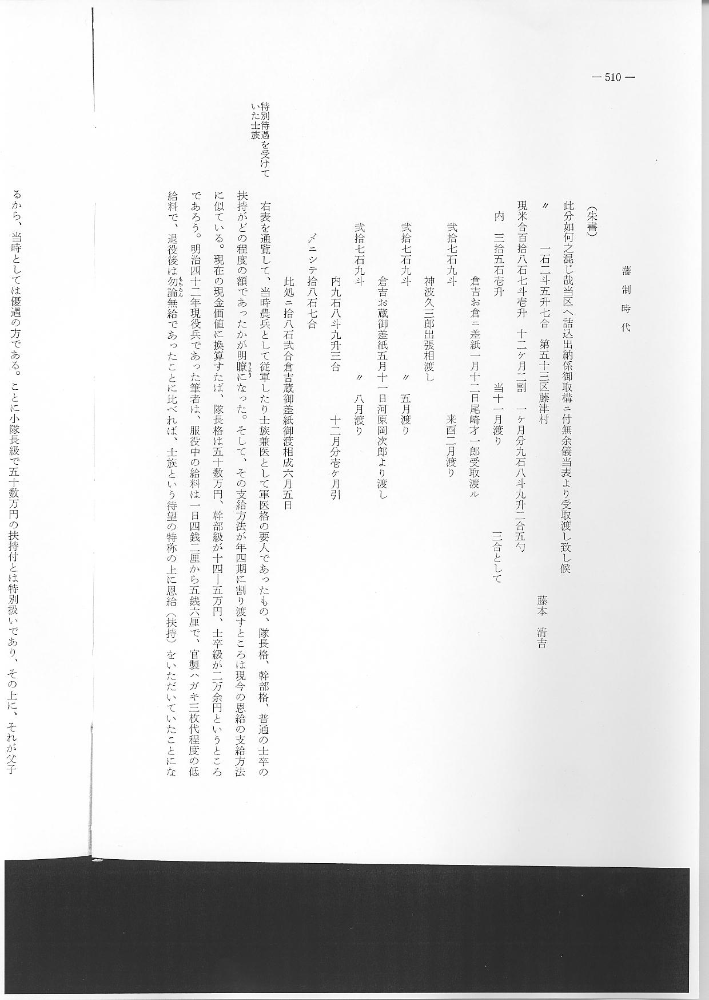 ― 510 ―
藩制時代
（朱書）
此分如何之混じ哉当区へ詰込出納係御取構ニ付無余儀当表より受取渡し致し候
〃　　　一石二斗五升七合　第五十三区藤津村　　　　　　　　　　　　　　藤本　清吉
現米合百拾八石七斗壱升　十二ヶ月二割　一ヶ月分九石八斗九升二合五勺
内　三拾五石壱升　　　　　　　　当十一月渡り　　　　　　　　三合として
倉吉お倉ニ差紙一月十二日尾崎才一郎受取渡ル
弐拾七石九斗　　　　　　　　　　　　来酉二月渡り
神波久三郎出張相渡し
弐拾七石九斗　　　　　　　　〃　五月渡り
倉吉お蔵御差紙五月十一日河原岡次郎より渡し
弐拾七石九斗　　　　　　　　〃　八月渡り
内九石八斗九升三合　　　　十二月分壱ヶ月引
〆ニシテ拾八石七合
此処ニ拾八石弐合倉吉蔵御差紙御渡相成六月五日
特別待遇を受けて
いた士族
右表を通覧して、当時農兵として従軍したり士族兼医として軍医格の要人であったもの、隊長格、幹部格、普通の士卒の
扶持がどの程度の額であったかが明瞭りょうになった。そして、その支給方法が年四期に割り渡すところは現今の恩給の支給方法
に似ている。現在の現金価値に換算すたば、隊長格は五十数万円、幹部級が十四―五万円、士卒級が二万余円というところ
であろう。明治四十二年現役兵であった筆者は、服役中の給料は一日四銭二厘から五銭六厘で、官製ハガキ三枚代程度の低
給料で、退役後は勿論もちろん無給であったことに比べれば、士族という待望の特称の上に恩給（扶持）をいただいていたことにな
るから、当時としては優遇の方である。ことに小隊長級で五十数万円の扶持付とは特別扱いであり、その上に、それが父子